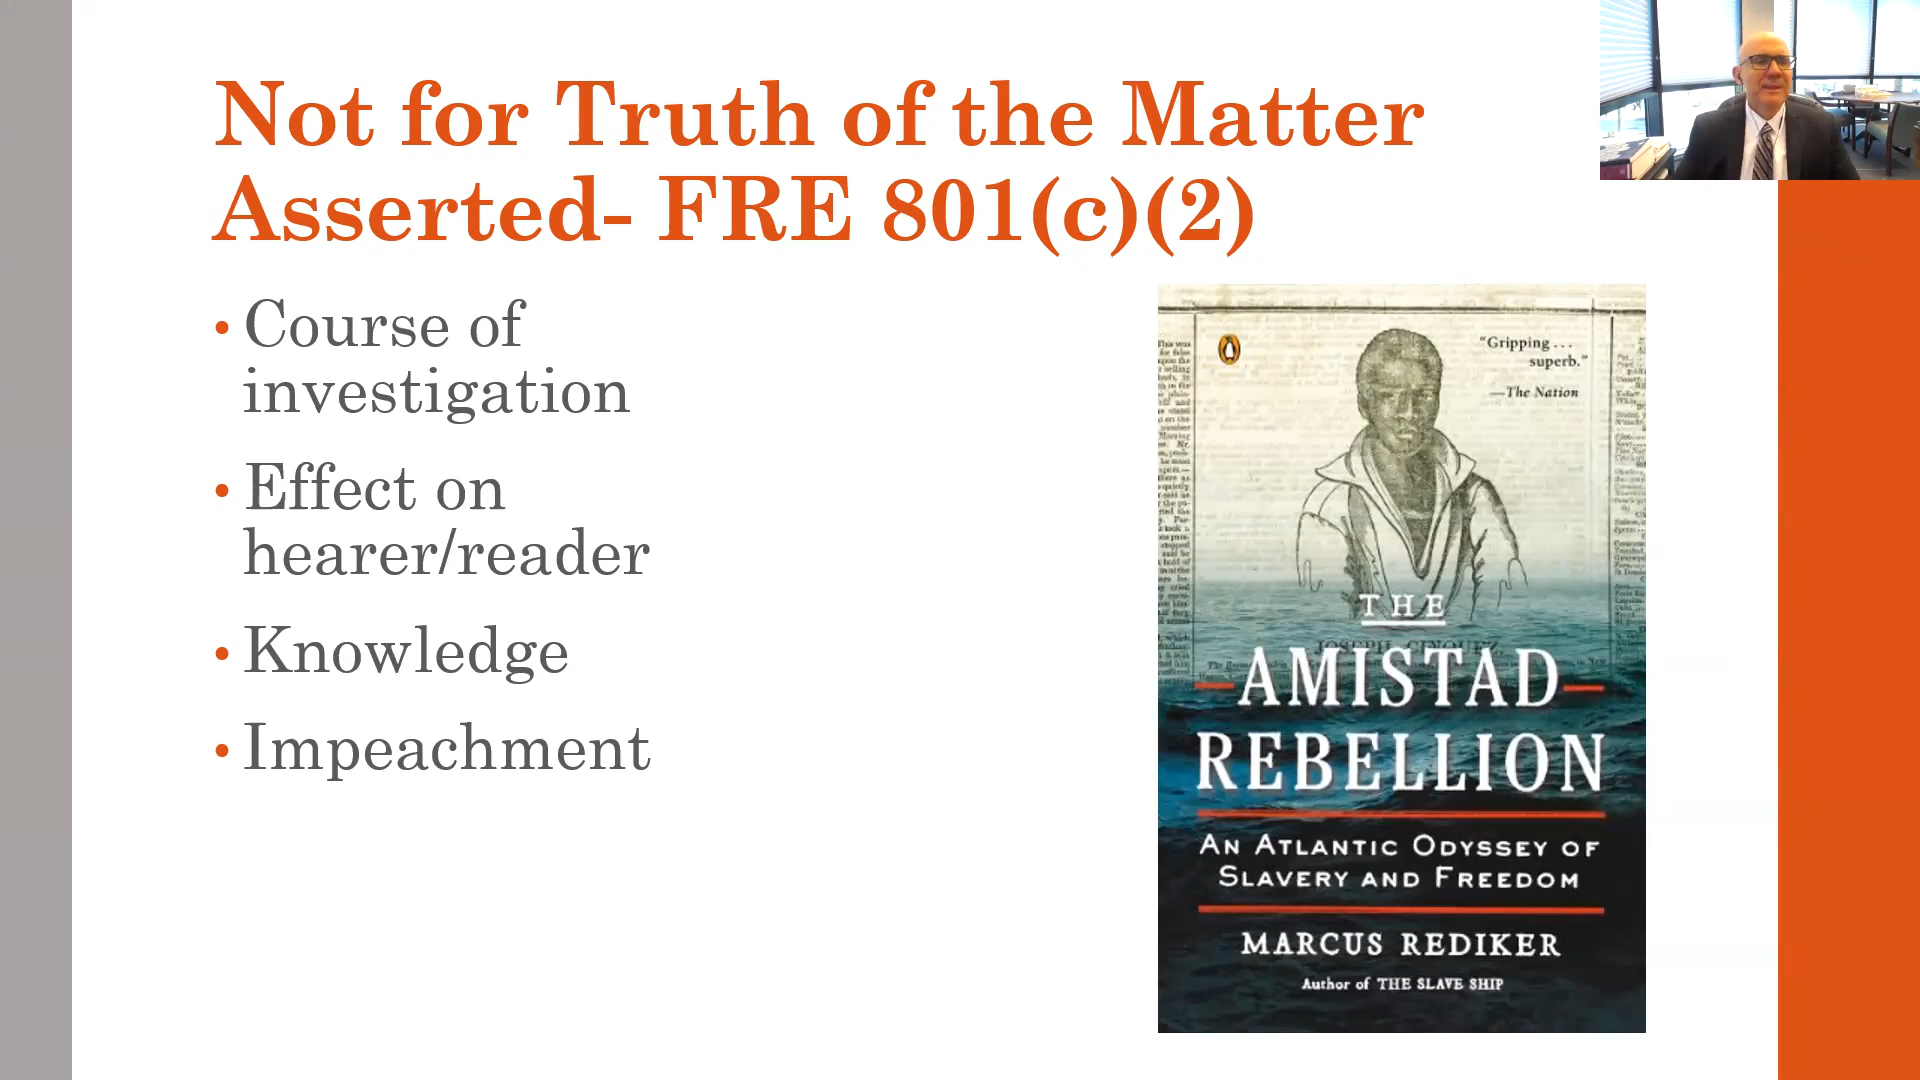 Not for Truth of the Matter
Asserted- FRE 801(c)(2)
• Course of
investigation
• Effect on
hearer/reader
• Knowledge
• Impeachment
“Gripping . . .
superb.”
—The Nation
THE
JOSEPH CINQUEZ,
AMISTAD
REBELLION
AN ATLANTIC ODYSSEY OF
SLAVERY AND FREEDOM
MARCUS REDIKER
Author of THE SLAVE SHIP